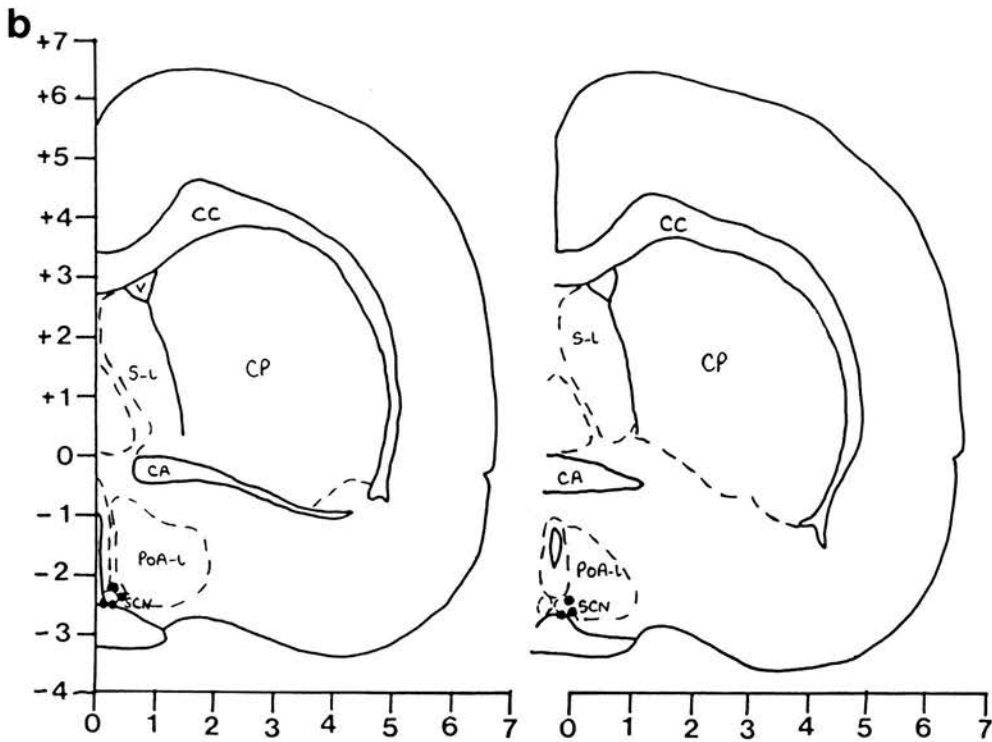 b
+7
+6
+5
+4
+3
+2
+1
0
-1
-2
-3
-4
CC
V
S-L
CP
CA
POA-L
SCN
0 1 2 3 4 5 6 7
CC
S-L
CP
CA
POA-L
SCN
0 1 2 3 4 5 6 7